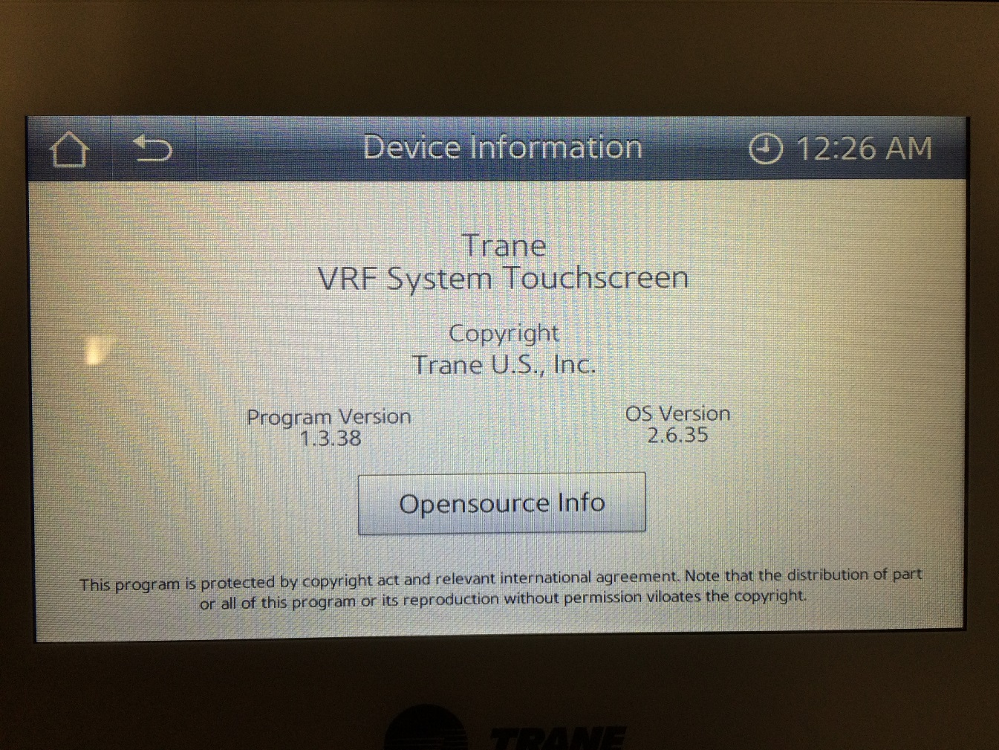 Device Information
12:26 AM
Trane
VRF System Touchscreen
Copyright
Trane U.S., Inc.
Program Version
1.3.38
OS Version
2.6.35
Opensource Info
This program is protected by copyright act and relevant international agreement. Note that the distribution of part
or all of this program or its reproduction without permission viloates the copyright.
TRANE